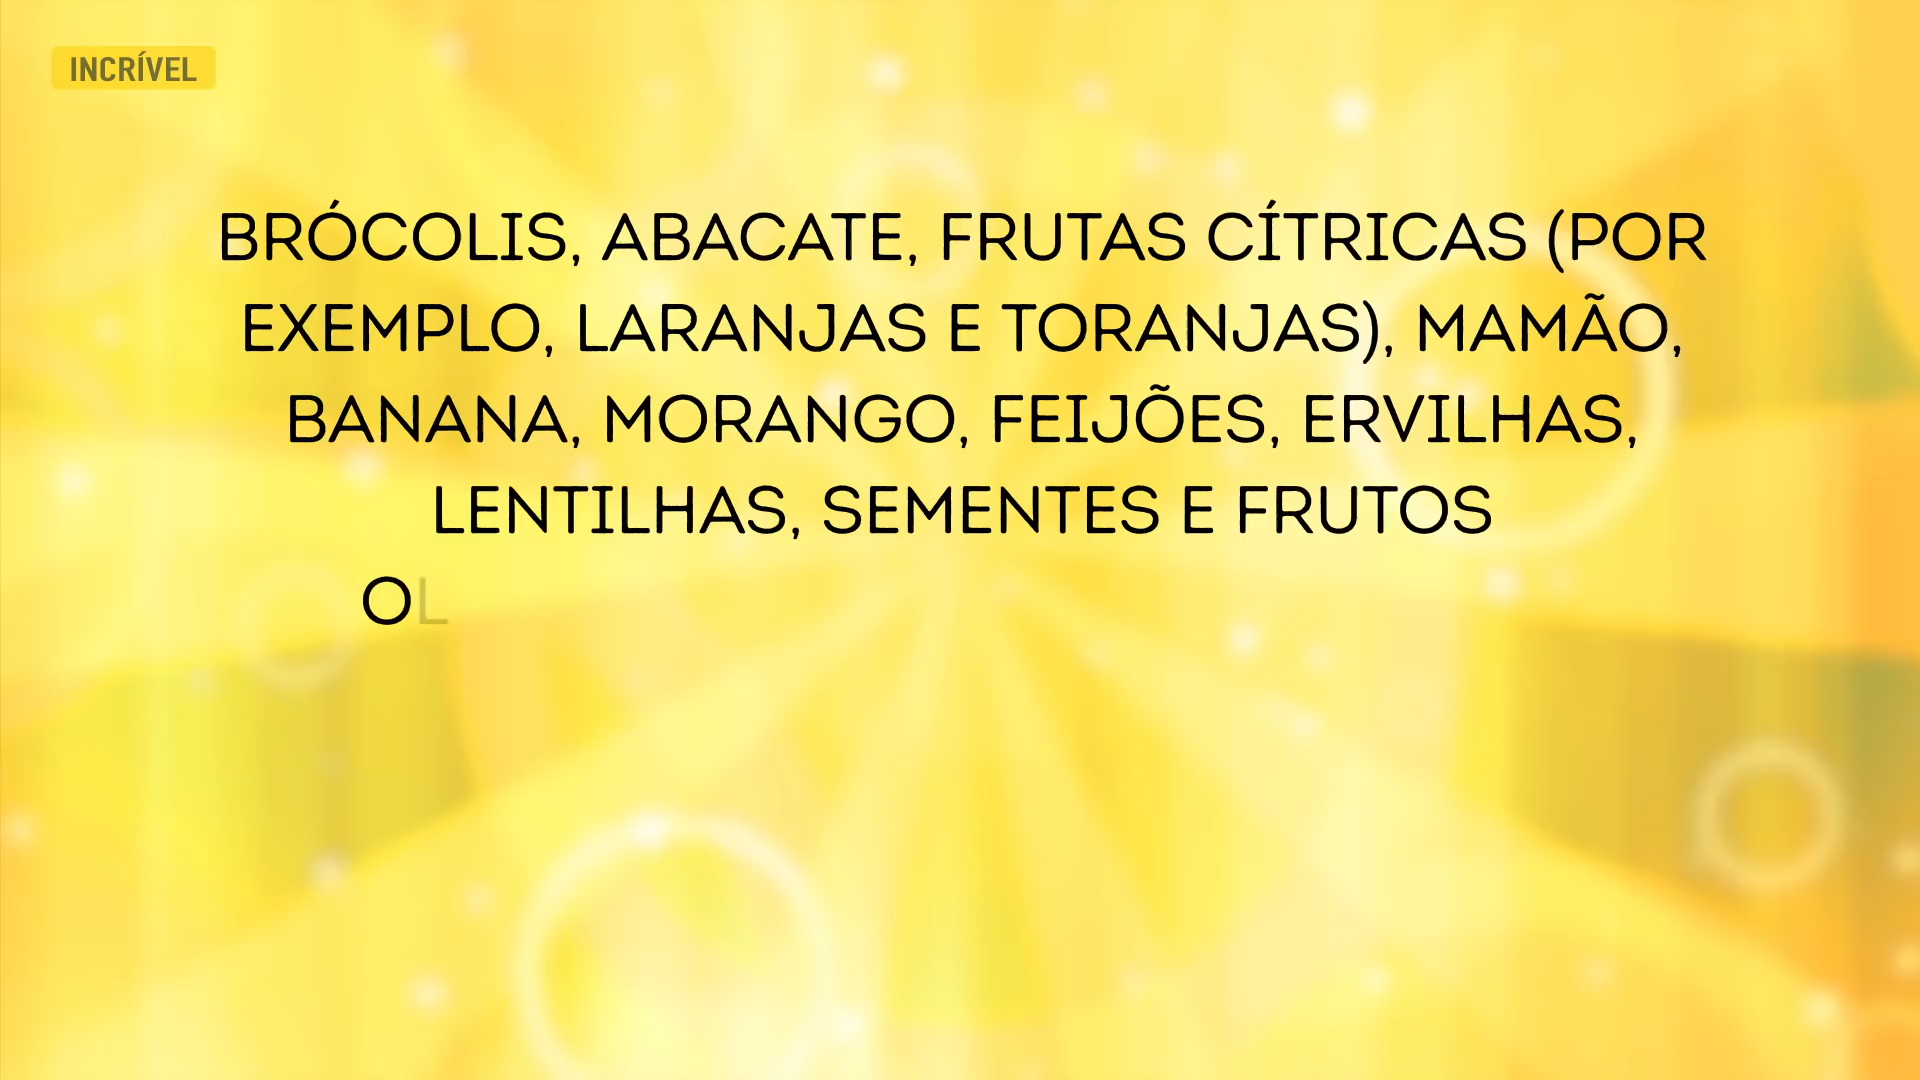 INCRÍVEL
BRÓCOLIS, ABACATE, FRUTAS CÍTRICAS (POR
EXEMPLO, LARANJAS E TORANJAS), MAMÃO,
BANANA, MORANGO, FEIJÕES, ERVILHAS,
LENTILHAS, SEMENTES E FRUTOS
OL